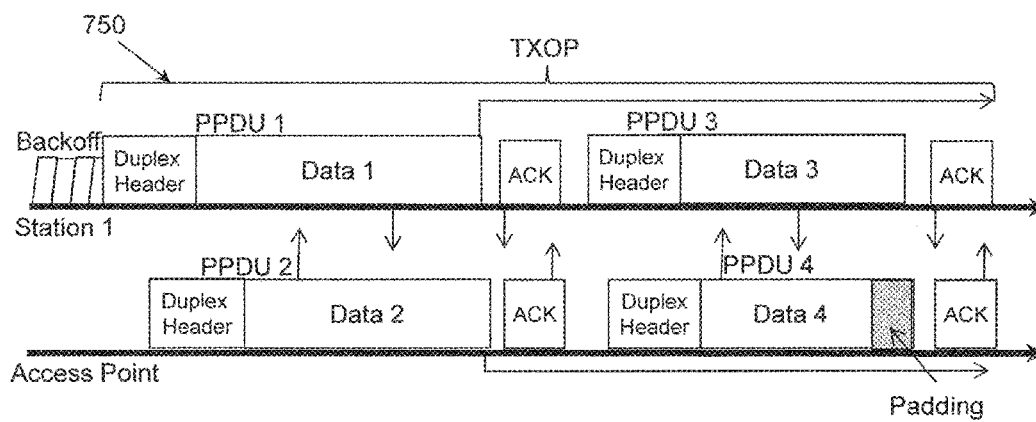 750
TXOP
Backoff
PPDU 1
PPDU 3
Duplex
Header
Data 1
ACK
Duplex
Header
Data 3
ACK
Station 1
PPDU 2
PPDU 4
Duplex
Header
Data 2
ACK
Duplex
Header
Data 4
ACK
Access Point
Padding